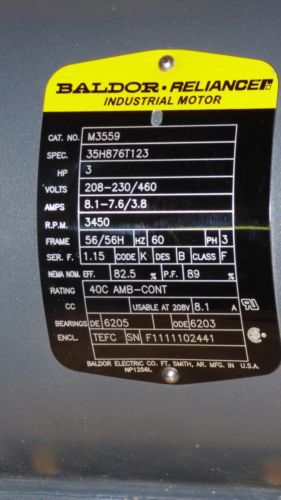 BALDOR • RELIANCER
INDUSTRIAL MOTOR
CAT. NO. M3559
SPEC. 35H876T123
HP 3
VOLTS 208-230/460
AMPS 8.1-7.6/3.8
R.P.M. 3450
FRAME 56/56H HZ 60 PH 3
SER. F. 1.15 CODE K DES B CLASS F
NEMA NOM. EFF. 82.5 % P.F. 89 %
RATING 40C AMB-CONT
CC USABLE AT 208V 8.1 A
BEARINGS DE 6205 ODE 6203
ENCL. TEFC SN F1111102441
BALDOR ELECTRIC CO. FT. SMITH, AR. MFG. IN U.S.A.
NP1256L